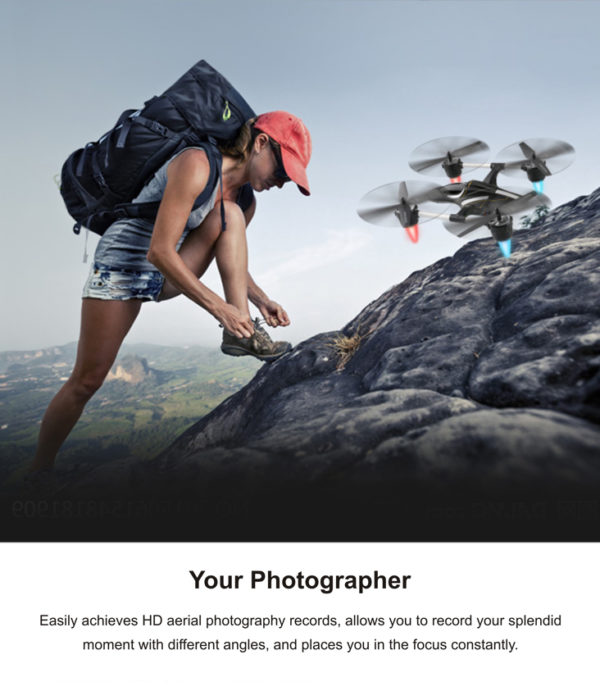 Your Photographer
Easily achieves HD aerial photography records, allows you to record your splendid
moment with different angles, and places you in the focus constantly.